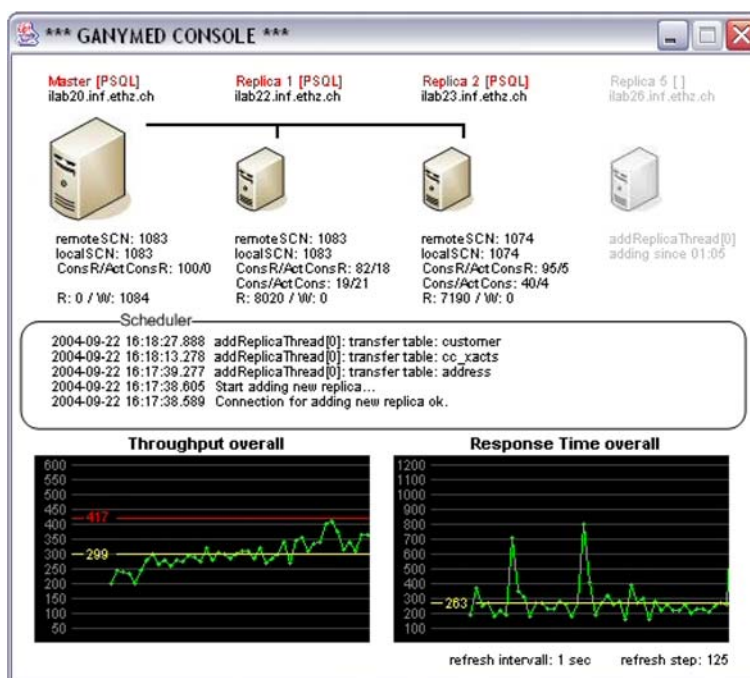 *** GANYMED CONSOLE ***
Master [PSQL]
ilab20.inf.ethz.ch
Replica 1 [PSQL]
ilab22.inf.ethz.ch
Replica 2 [PSQL]
ilab23.inf.ethz.ch
Replica 5 [ ]
ilab26.inf.ethz.ch
remoteSCN: 1083
localSCN: 1083
ConsR/ActConsR: 100/0
R: 0 / W: 1084
remoteSCN: 1083
localSCN: 1083
ConsR/ActConsR: 82/18
Cons/ActCons: 19/21
R: 8020 / W: 0
remoteSCN: 1074
localSCN: 1074
ConsR/ActConsR: 95/5
Cons/ActCons: 40/4
R: 7190 / W: 0
addReplicaThread[0]
adding since 01:05
Scheduler
2004-09-22 16:18:27.888 addReplicaThread[0]: transfer table: customer
2004-09-22 16:18:13.278 addReplicaThread[0]: transfer table: cc_xacts
2004-09-22 16:17:39.277 addReplicaThread[0]: transfer table: address
2004-09-22 16:17:38.605 Start adding new replica...
2004-09-22 16:17:38.589 Connection for adding new replica ok.
Throughput overall
600
550
500
450
417
400
350
300
299
250
200
150
100
50
Response Time overall
1200
1100
1000
900
800
700
600
500
400
300
263
200
100
refresh intervall: 1 sec
refresh step: 125